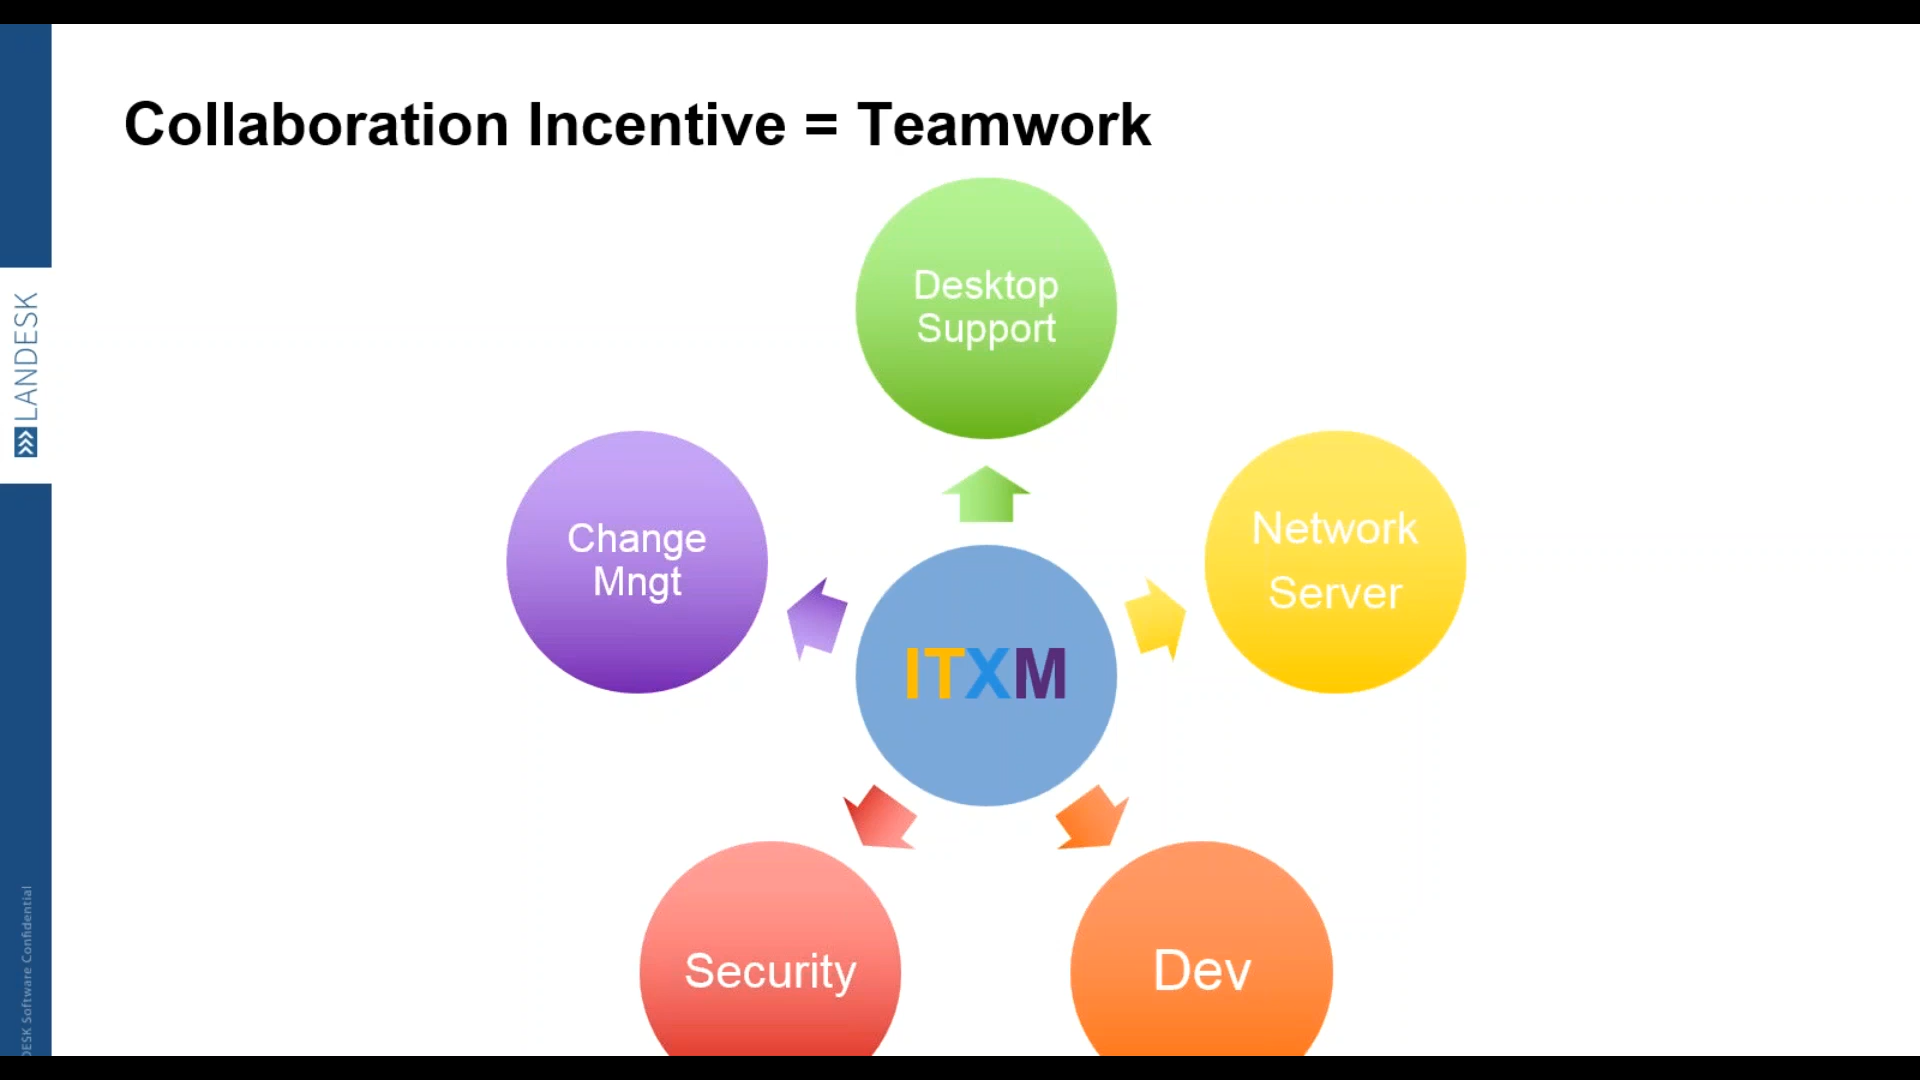 Collaboration Incentive = Teamwork
Desktop
Support
Change
Mngt
Network
Server
ITXM
Security
Dev
LANDESK
Software Confidential